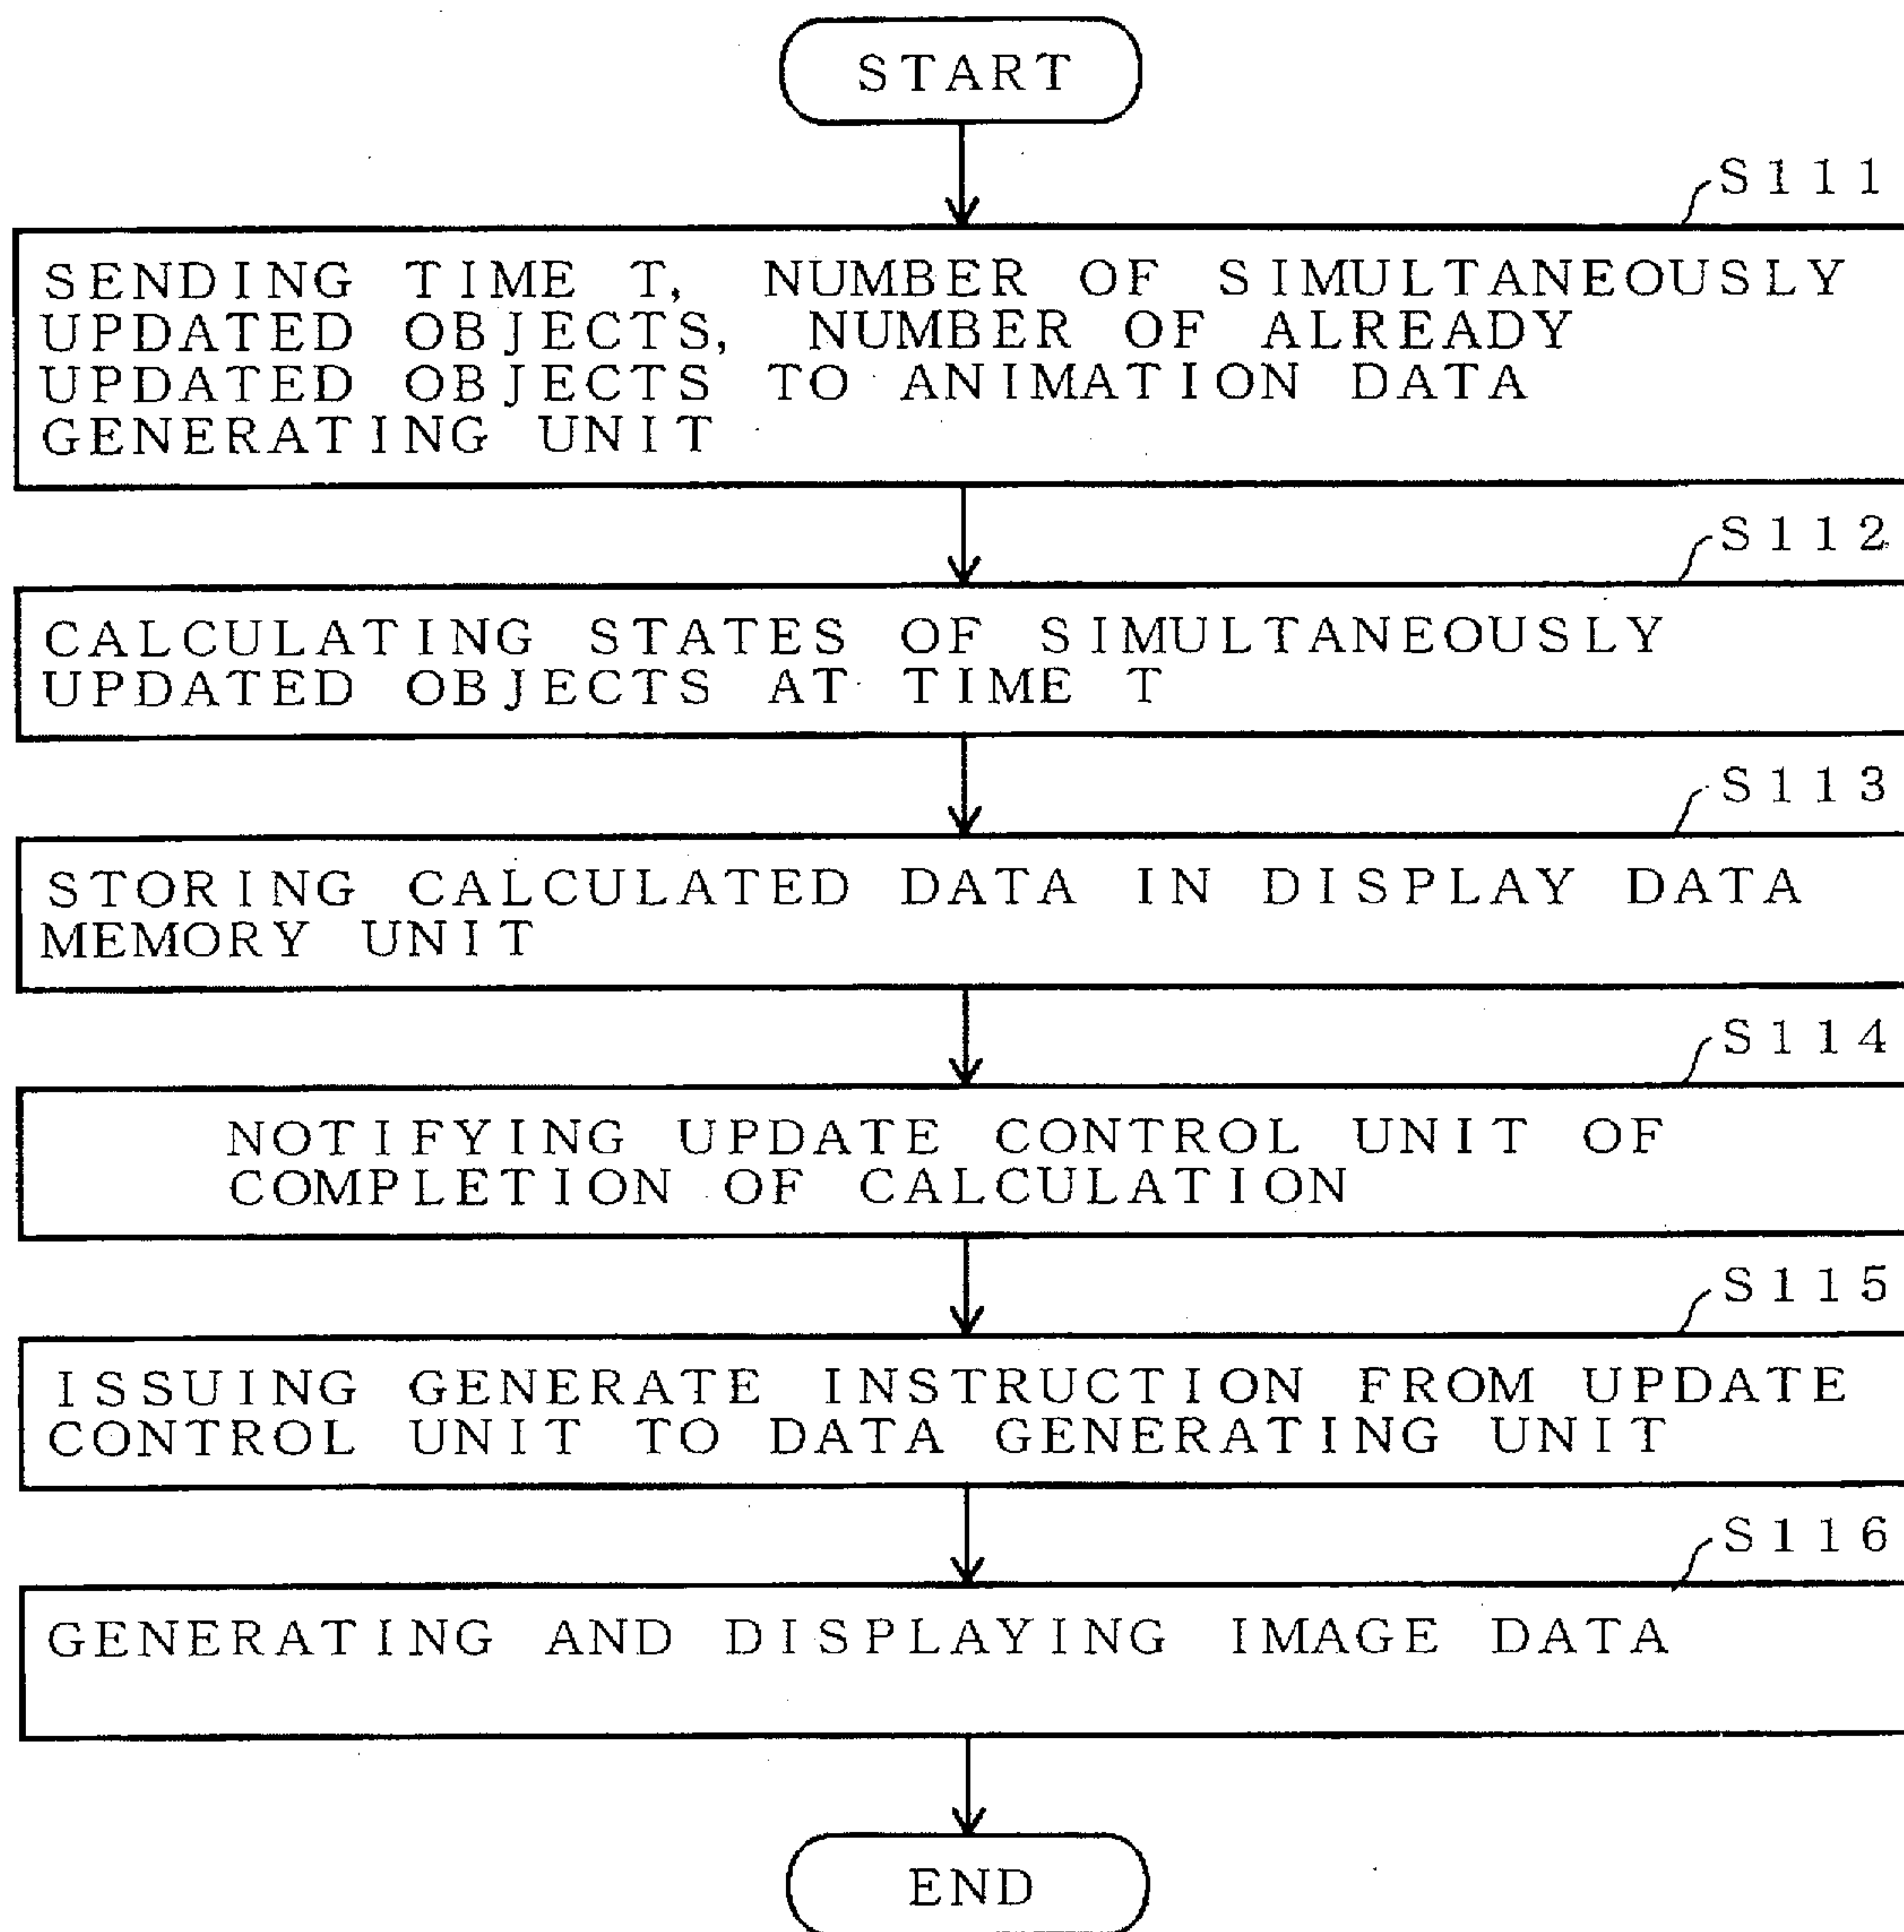 START
S111
SENDING TIME T, NUMBER OF SIMULTANEOUSLY
UPDATED OBJECTS, NUMBER OF ALREADY
UPDATED OBJECTS TO ANIMATION DATA
GENERATING UNIT
S112
CALCULATING STATES OF SIMULTANEOUSLY
UPDATED OBJECTS AT TIME T
S113
STORING CALCULATED DATA IN DISPLAY DATA
MEMORY UNIT
S114
NOTIFYING UPDATE CONTROL UNIT OF
COMPLETION OF CALCULATION
S115
ISSUING GENERATE INSTRUCTION FROM UPDATE
CONTROL UNIT TO DATA GENERATING UNIT
S116
GENERATING AND DISPLAYING IMAGE DATA
END